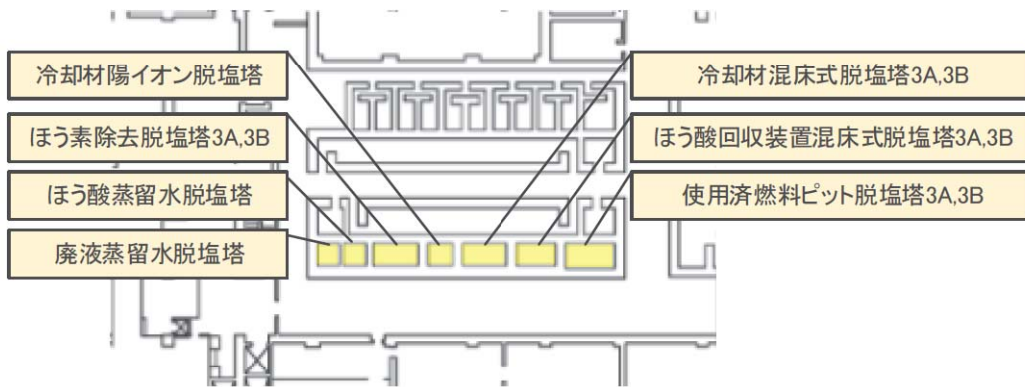 冷却材陽イオン脱塩塔
ほう素除去脱塩塔3A,3B
ほう酸蒸留水脱塩塔
廃液蒸留水脱塩塔
冷却材混床式脱塩塔3A,3B
ほう酸回収装置混床式脱塩塔3A,3B
使用済燃料ピット脱塩塔3A,3B